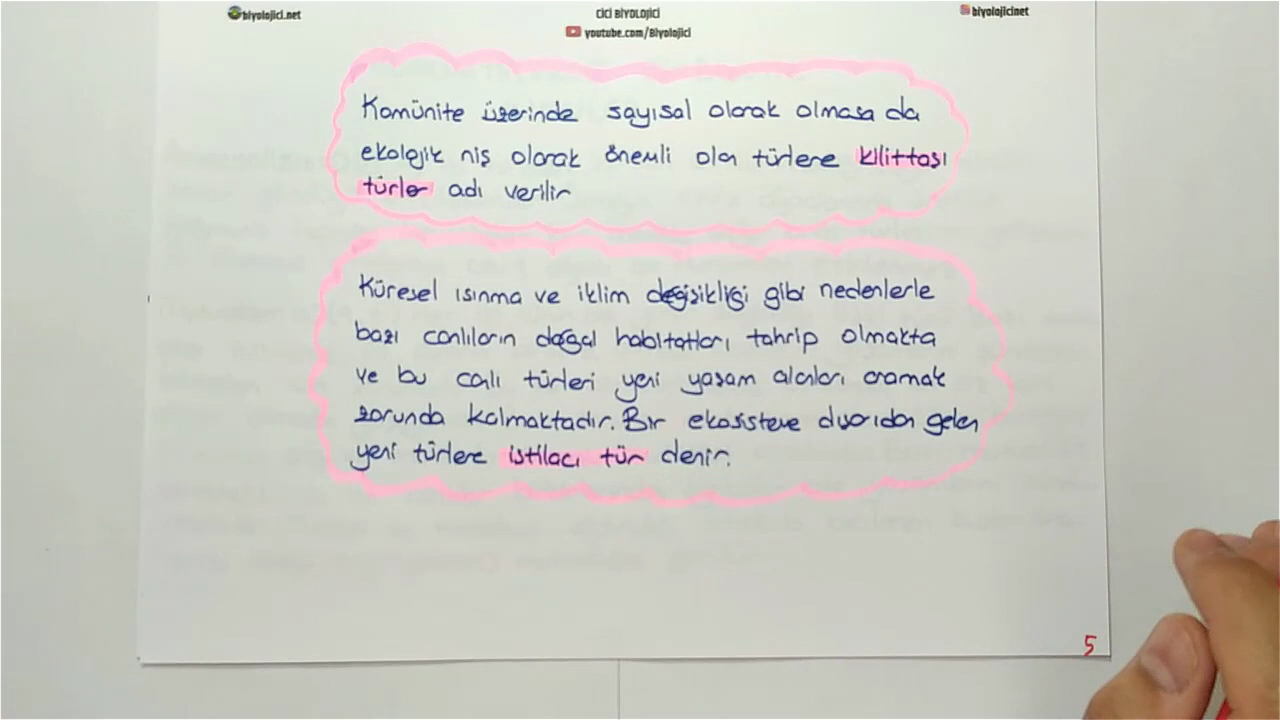 biyolojici.net
CİCİ BİYOLOJİCİ
youtube.com/Biyolojici
biyolojicinet
Komünite üzerinde sayısal olarak olmasa da
ekolojik niş olarak önemli olan türlere kilittaşı
türler adı verilir
Küresel ısınma ve iklim değişikliği gibi nedenlerle
bazı canlıların doğal habitatları tahrip olmakta
ve bu canlı türleri yeni yaşam alanları aramak
zorunda kalmaktadır. Bir ekosisteme dışarıdan gelen
yeni türlere istilacı tür denir.
5